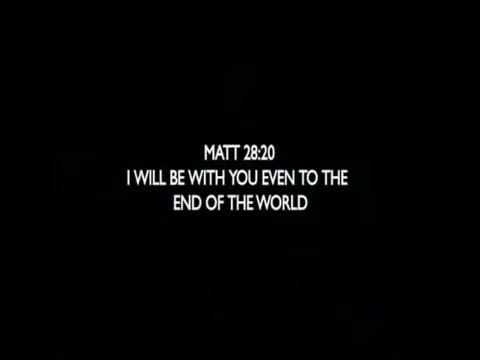 MATT 28:20
I WILL BE WITH YOU EVEN TO THE
END OF THE WORLD